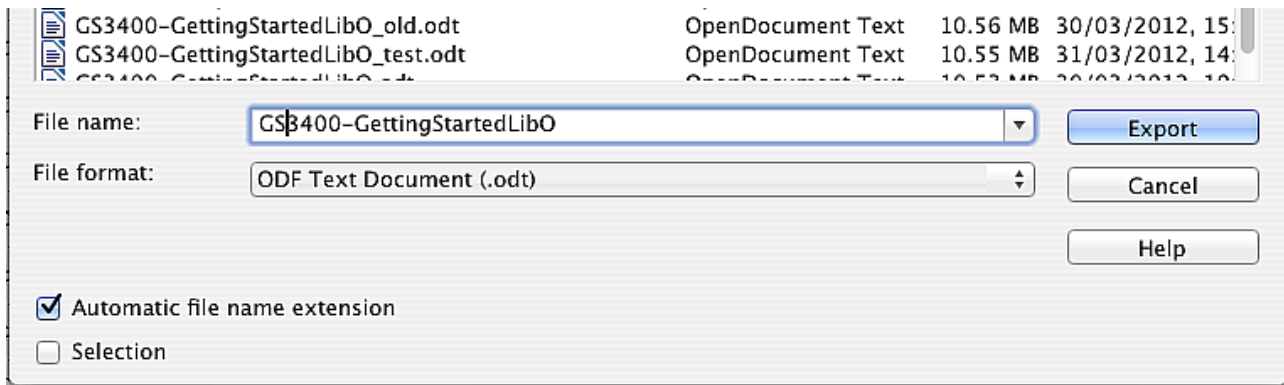 GS3400-GettingStartedLibO_old.odt OpenDocument Text 10.56 MB 30/03/2012, 15:
GS3400-GettingStartedLibO_test.odt OpenDocument Text 10.55 MB 31/03/2012, 14:
File name: GS3400-GettingStartedLibO Export
File format: ODF Text Document (.odt) Cancel
Help
Automatic file name extension
Selection